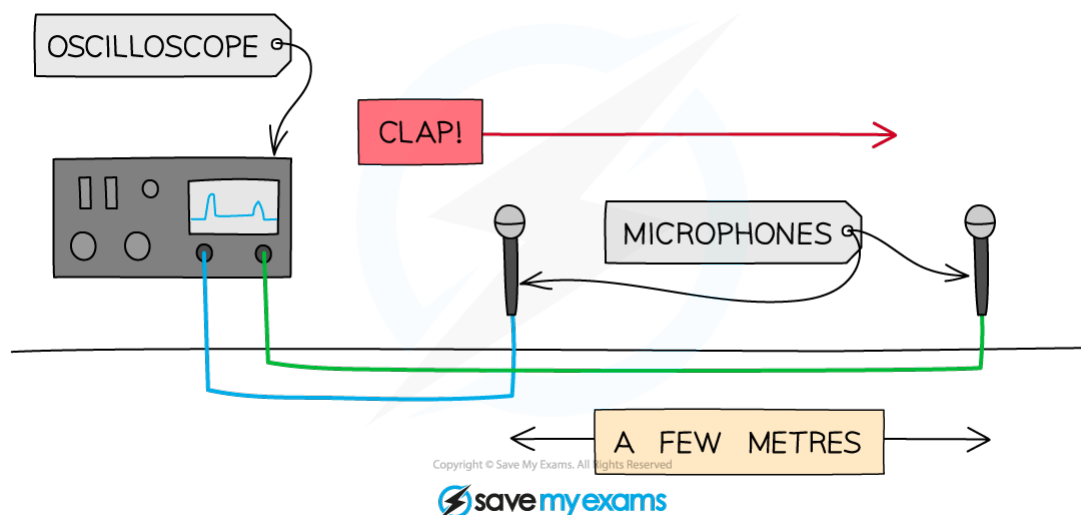 OSCILLOSCOPE
CLAP!
MICROPHONES
A FEW METRES
Copyright © Save My Exams. All Rights Reserved
save my exams